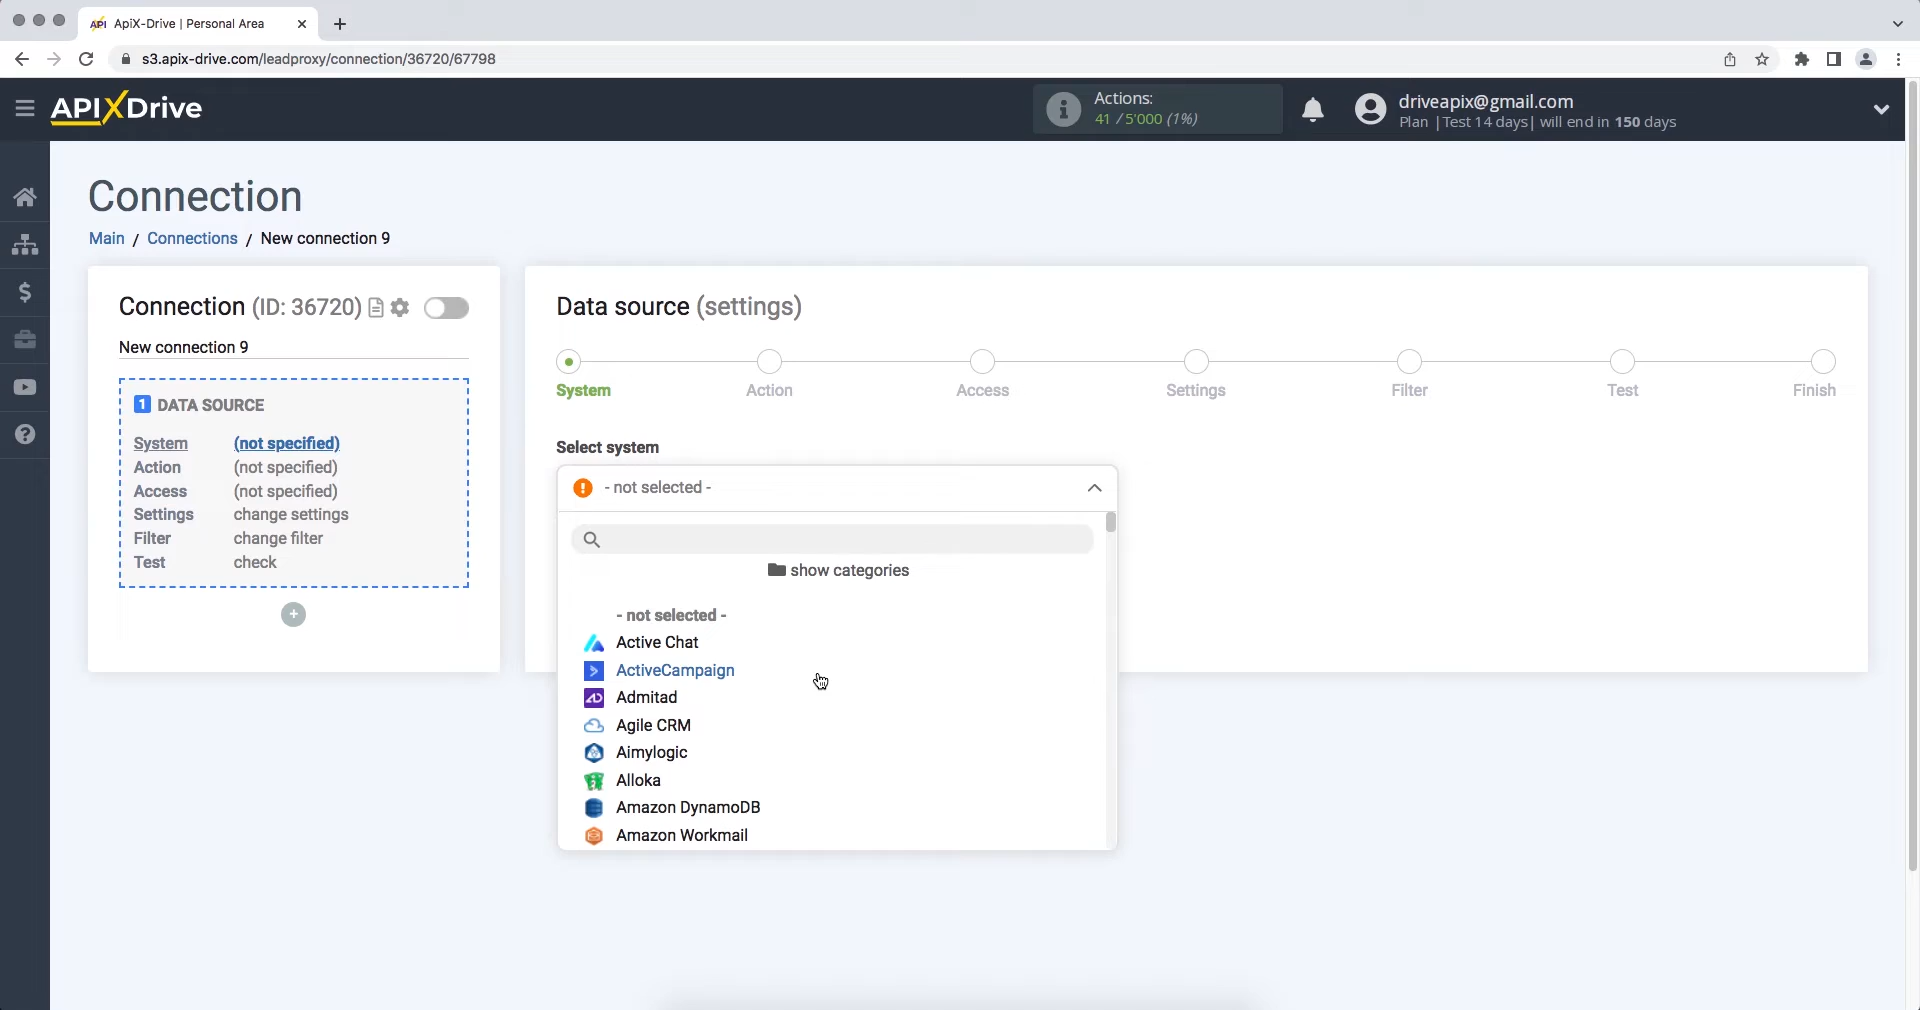 ApiX-Drive | Personal Area
s3.apix-drive.com/leadproxy/connection/36720/67798
APIXDrive
Actions:
41 / 5'000 (1%)
driveapix@gmail.com
Plan |Test 14 days| will end in 150 days
Connection
Main / Connections / New connection 9
Connection (ID: 36720)
New connection 9
1 DATA SOURCE
System (not specified)
Action (not specified)
Access (not specified)
Settings change settings
Filter change filter
Test check
Data source (settings)
System Action Access Settings Filter Test Finish
Select system
- not selected -
show categories
- not selected -
Active Chat
ActiveCampaign
Admitad
Agile CRM
Aimylogic
Alloka
Amazon DynamoDB
Amazon Workmail